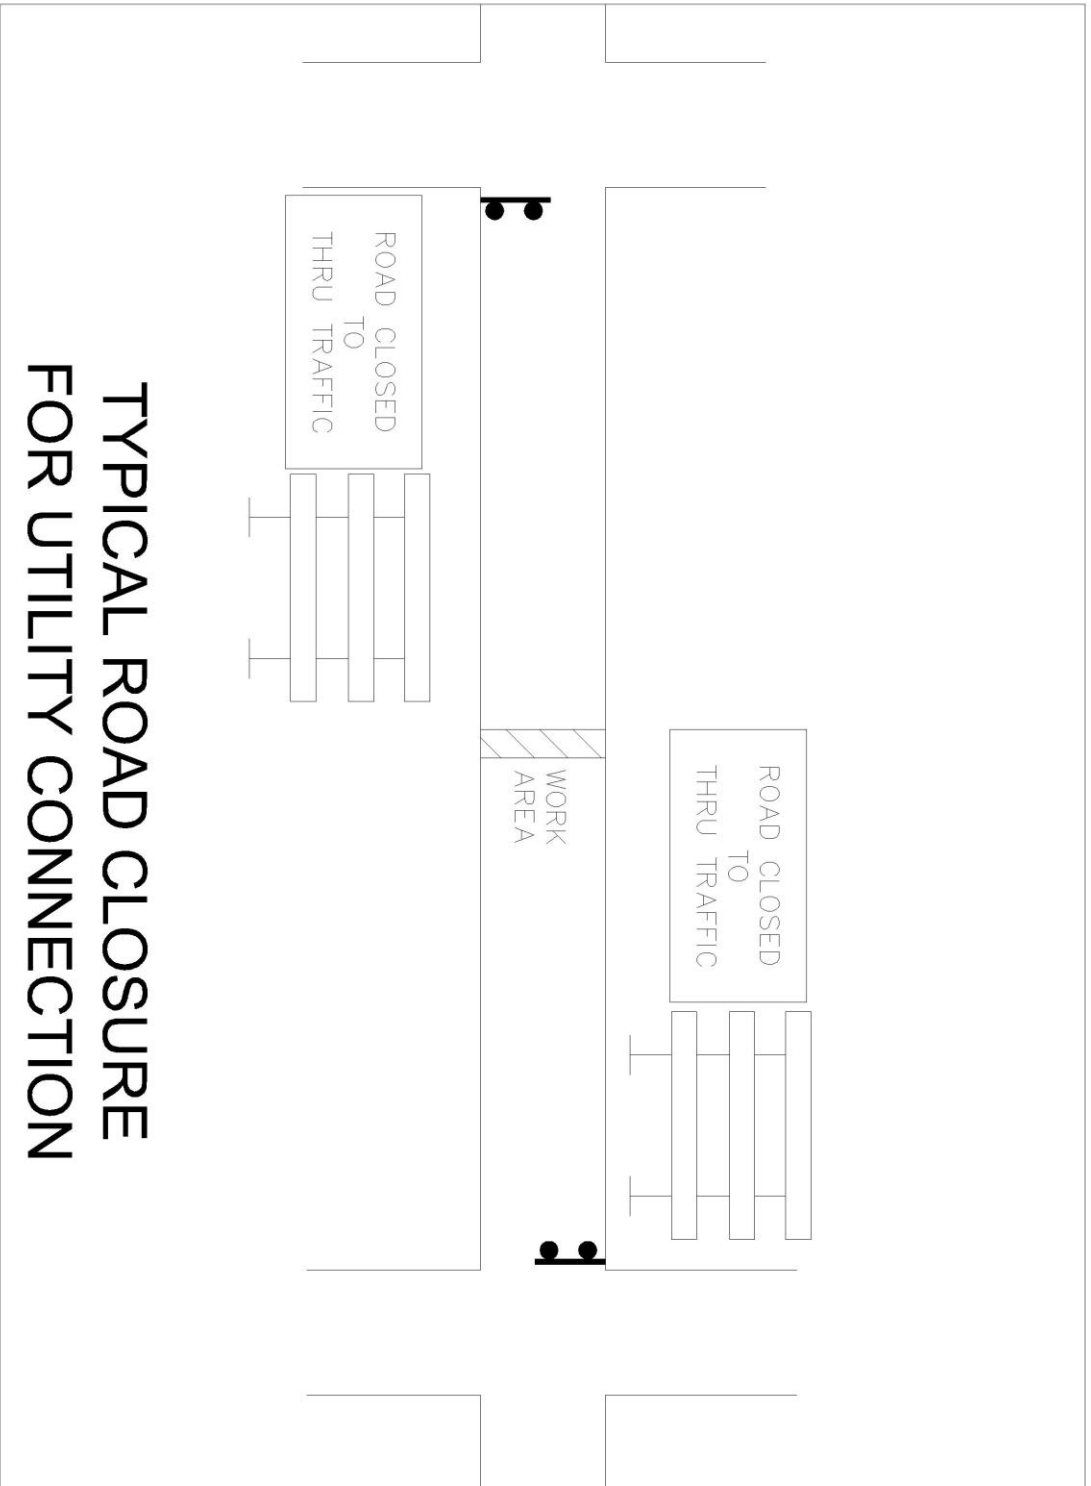 ROAD CLOSED
TO
THRU TRAFFIC
WORK
AREA
ROAD CLOSED
TO
THRU TRAFFIC
TYPICAL ROAD CLOSURE
FOR UTILITY CONNECTION